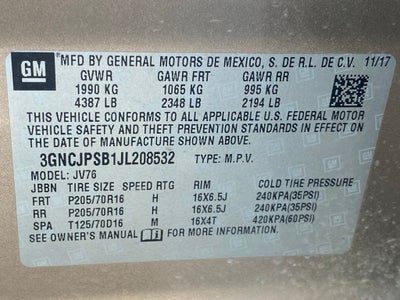 GM
MFD BY GENERAL MOTORS DE MEXICO, S. DE R.L. DE C.V. 11/17
GVWR GAWR FRT GAWR RR
1990 KG 1065 KG 995 KG
4387 LB 2348 LB 2194 LB
THIS VEHICLE CONFORMS TO ALL APPLICABLE U.S. FEDERAL MOTOR
VEHICLE SAFETY, BUMPER, AND THEFT PREVENTION STANDARDS IN
EFFECT ON THE DATE OF MANUFACTURE SHOWN ABOVE.
3GNCJPSB1JL208532 TYPE: M.P.V.
MODEL: JV76
JBBN TIRE SIZE SPEED RTG RIM COLD TIRE PRESSURE
FRT P205/70R16 H 16X6.5J 240KPA(35PSI)
RR P205/70R16 H 16X6.5J 240KPA(35PSI)
SPA T125/70D16 M 16X4T 420KPA(60PSI)
SEE OWNER'S MANUAL FOR MORE INFORMATION.